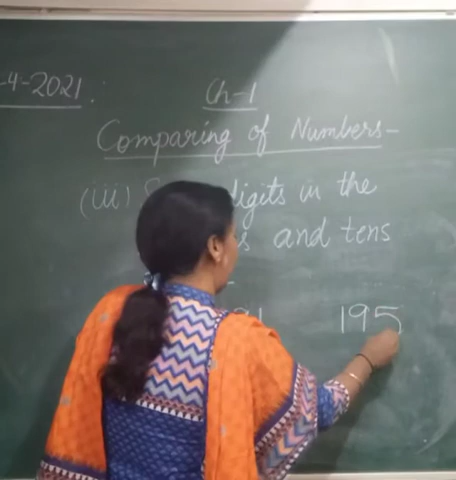 -4-2021.
Ch-1
Comparing of Numbers-
(iii) digits in the
and tens
195